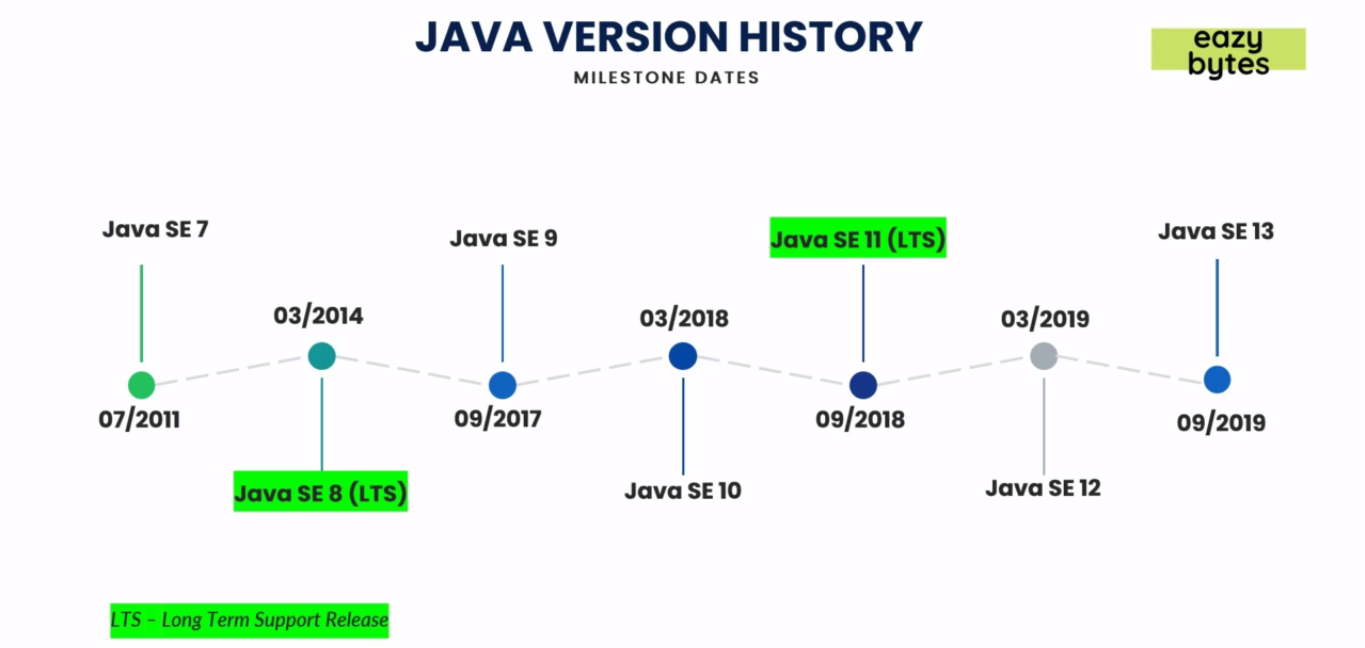 JAVA VERSION HISTORY
MILESTONE DATES
eazy
bytes
Java SE 7
Java SE 9
Java SE 11 (LTS)
Java SE 13
03/2014
03/2018
03/2019
07/2011
09/2017
09/2018
09/2019
Java SE 8 (LTS)
Java SE 10
Java SE 12
LTS – Long Term Support Release